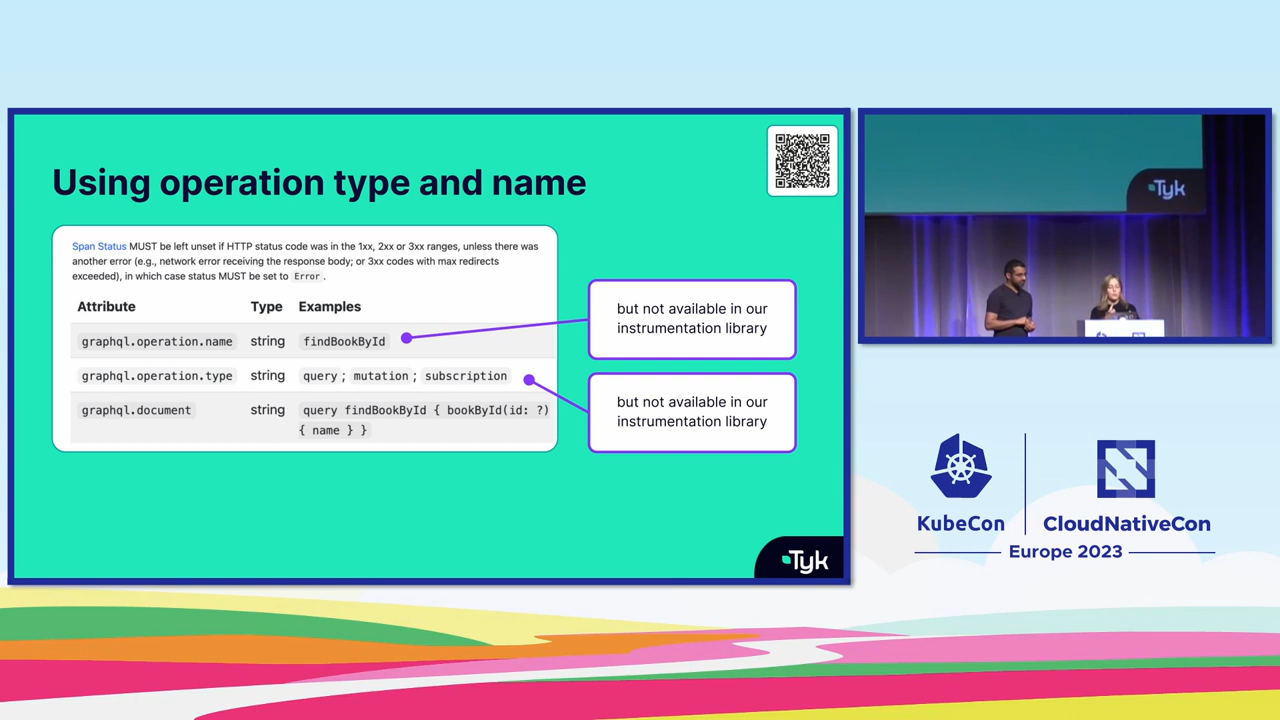 Using operation type and name
Span Status MUST be left unset if HTTP status code was in the 1xx, 2xx or 3xx ranges, unless there was
another error (e.g., network error receiving the response body; or 3xx codes with max redirects
exceeded), in which case status MUST be set to Error .
Attribute Type Examples
graphql.operation.name string findBookById
graphql.operation.type string query ; mutation ; subscription
graphql.document string query findBookById { bookById(id: ?)
{ name } }
but not available in our
instrumentation library
but not available in our
instrumentation library
Tyk
Tyk
KubeCon
CloudNativeCon
Europe 2023